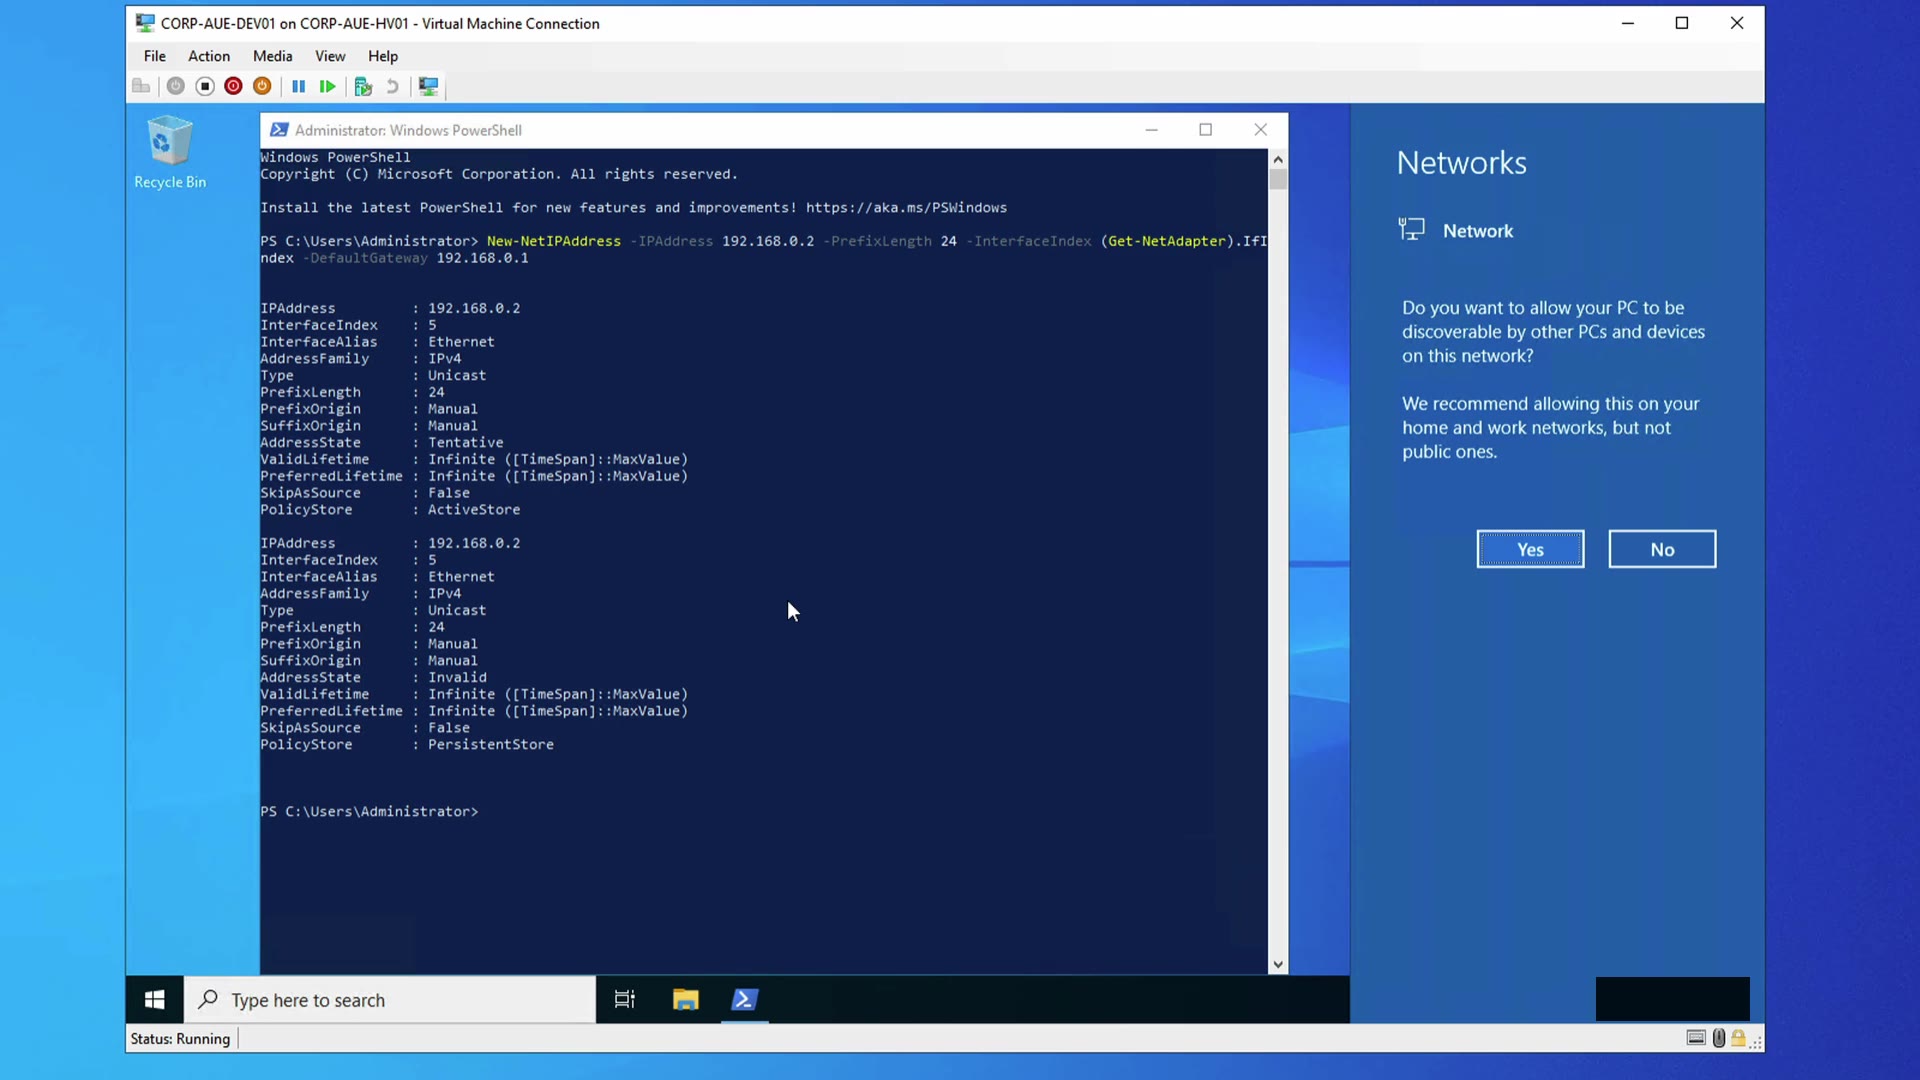 CORP-AUE-DEV01 on CORP-AUE-HV01 - Virtual Machine Connection
File Action Media View Help
Recycle Bin
Administrator: Windows PowerShell
Windows PowerShell
Copyright (C) Microsoft Corporation. All rights reserved.
Install the latest PowerShell for new features and improvements! https://aka.ms/PSWindows
PS C:\Users\Administrator> New-NetIPAddress -IPAddress 192.168.0.2 -PrefixLength 24 -InterfaceIndex (Get-NetAdapter).IfI
ndex -DefaultGateway 192.168.0.1
IPAddress : 192.168.0.2
InterfaceIndex : 5
InterfaceAlias : Ethernet
AddressFamily : IPv4
Type : Unicast
PrefixLength : 24
PrefixOrigin : Manual
SuffixOrigin : Manual
AddressState : Tentative
ValidLifetime : Infinite ([TimeSpan]::MaxValue)
PreferredLifetime : Infinite ([TimeSpan]::MaxValue)
SkipAsSource : False
PolicyStore : ActiveStore
IPAddress : 192.168.0.2
InterfaceIndex : 5
InterfaceAlias : Ethernet
AddressFamily : IPv4
Type : Unicast
PrefixLength : 24
PrefixOrigin : Manual
SuffixOrigin : Manual
AddressState : Invalid
ValidLifetime : Infinite ([TimeSpan]::MaxValue)
PreferredLifetime : Infinite ([TimeSpan]::MaxValue)
SkipAsSource : False
PolicyStore : PersistentStore
PS C:\Users\Administrator>
Networks
Network
Do you want to allow your PC to be
discoverable by other PCs and devices
on this network?
We recommend allowing this on your
home and work networks, but not
public ones.
Yes No
Type here to search
Status: Running